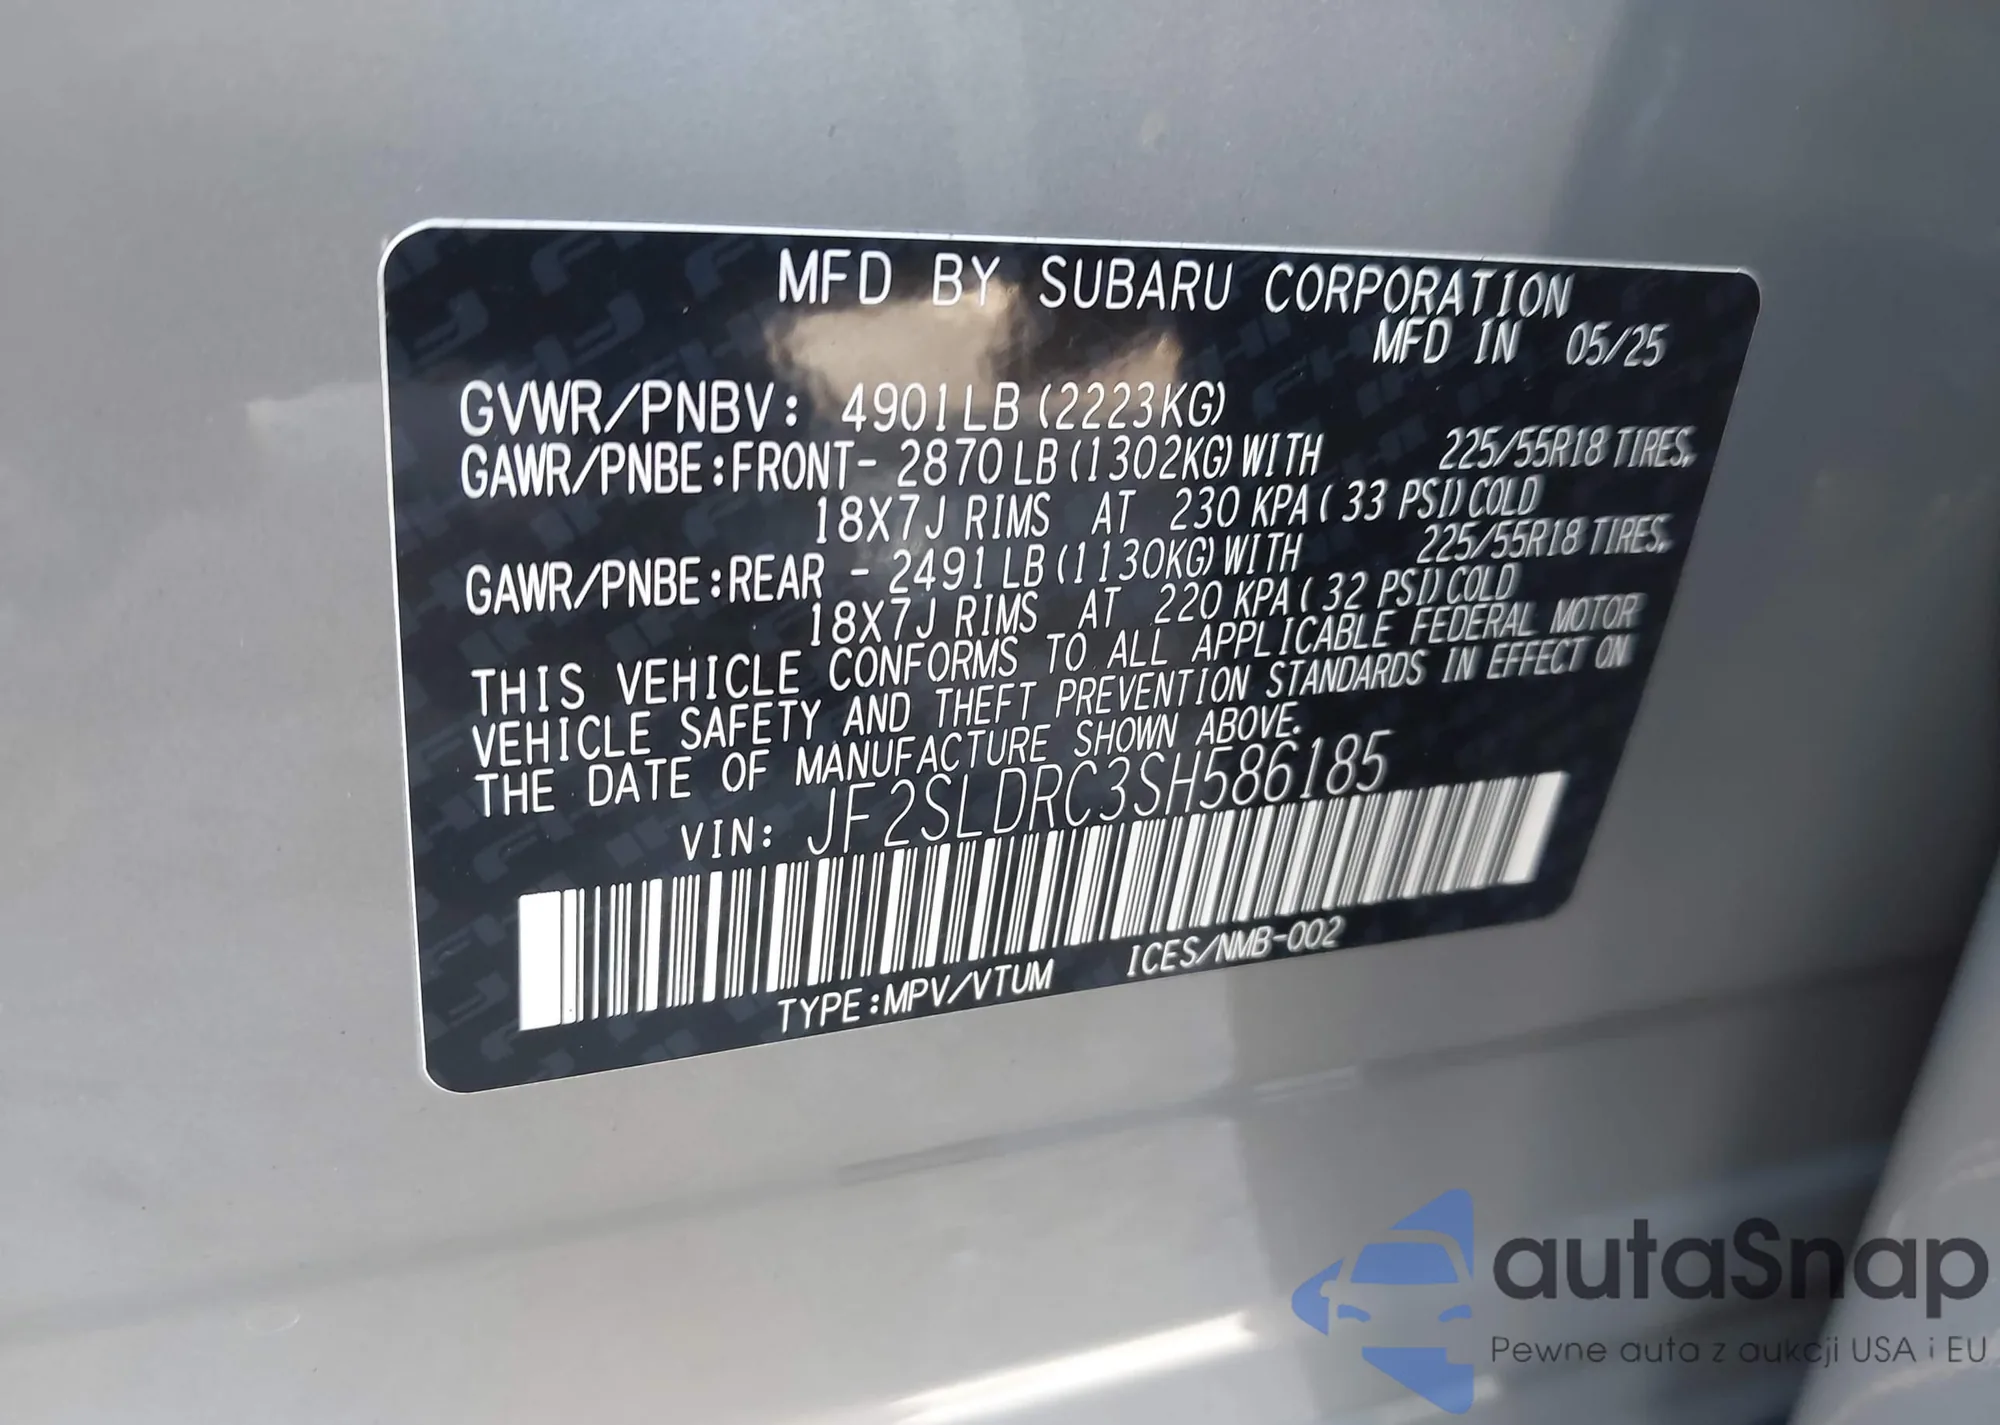 MFD BY SUBARU CORPORATION
MFD IN 05/25
GVWR/PNBV: 4901LB (2223KG)
GAWR/PNBE:FRONT- 2870LB(1302KG)WITH 225/55R18 TIRES,
18X7J RIMS AT 230 KPA( 33 PSI)COLD
GAWR/PNBE:REAR - 2491LB(1130KG)WITH 225/55R18 TIRES,
18X7J RIMS AT 220 KPA( 32 PSI)COLD
THIS VEHICLE CONFORMS TO ALL APPLICABLE FEDERAL MOTOR
VEHICLE SAFETY AND THEFT PREVENTION STANDARDS IN EFFECT ON
THE DATE OF MANUFACTURE SHOWN ABOVE.
VIN: JF2SLDRC3SH586185
TYPE:MPV/VTUM ICES/NMB-002
autaSnap
Pewne auta z aukcji USA i EU